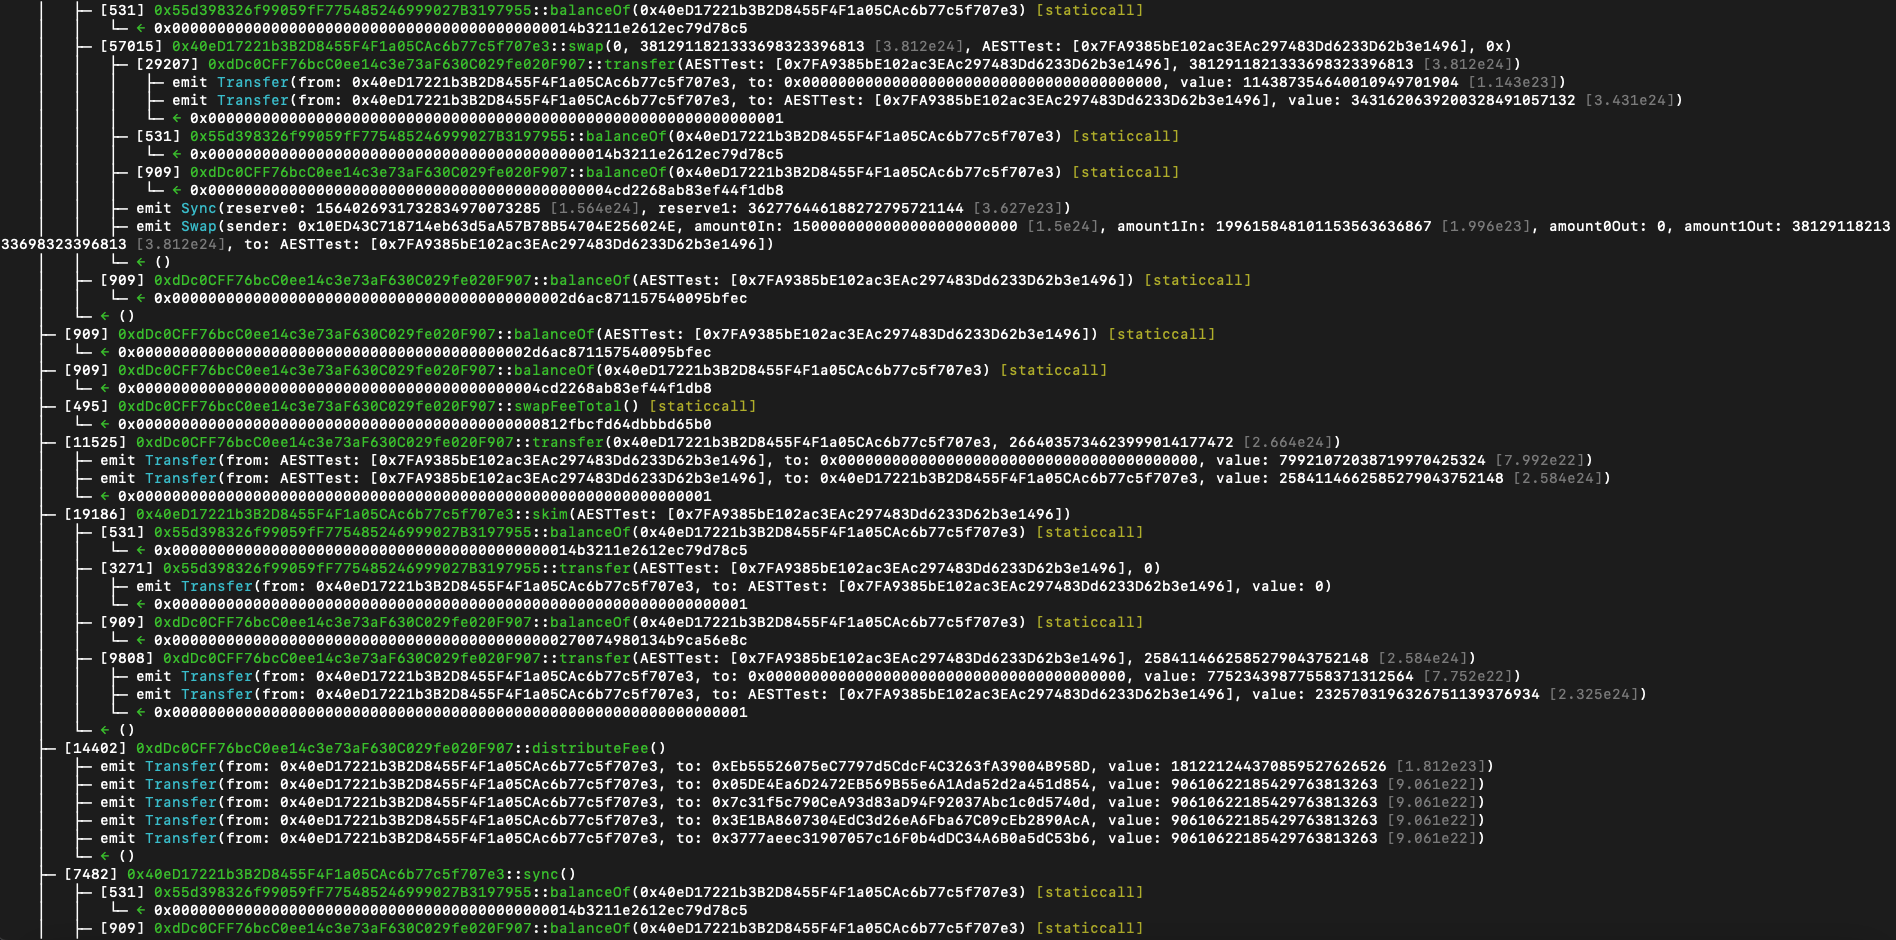 [531] 0x55d398326f99059fF775485246999027B3197955::balanceOf(0x40eD17221b3B2D8455F4F1a05CAc6b77c5f707e3) [staticcall]
← 0x00000000000000000000000000000000000000000014b3211e2612ec79d78c5
[57015] 0x40eD17221b3B2D8455F4F1a05CAc6b77c5f707e3::swap(0, 3812911821333698323396813 [3.812e24], AESTTest: [0x7FA9385bE102ac3EAc297483Dd6233D62b3e1496], 0x)
[29207] 0xdDc0CFF76bcC0ee14c3e73aF630C029fe020F907::transfer(AESTTest: [0x7FA9385bE102ac3EAc297483Dd6233D62b3e1496], 3812911821333698323396813 [3.812e24])
emit Transfer(from: 0x40eD17221b3B2D8455F4F1a05CAc6b77c5f707e3, to: 0x0000000000000000000000000000000000000000, value: 114387354640010949701904 [1.143e23])
emit Transfer(from: 0x40eD17221b3B2D8455F4F1a05CAc6b77c5f707e3, to: AESTTest: [0x7FA9385bE102ac3EAc297483Dd6233D62b3e1496], value: 3431620639200328491057132 [3.431e24])
← 0x0000000000000000000000000000000000000000000000000000000000000001
[531] 0x55d398326f99059fF775485246999027B3197955::balanceOf(0x40eD17221b3B2D8455F4F1a05CAc6b77c5f707e3) [staticcall]
← 0x00000000000000000000000000000000000000000014b3211e2612ec79d78c5
[909] 0xdDc0CFF76bcC0ee14c3e73aF630C029fe020F907::balanceOf(0x40eD17221b3B2D8455F4F1a05CAc6b77c5f707e3) [staticcall]
← 0x000000000000000000000000000000000000000000004cd2268ab83ef44f1db8
emit Sync(reserve0: 1564026931732834970073285 [1.564e24], reserve1: 362776446188272795721144 [3.627e23])
emit Swap(sender: 0x10ED43C718714eb63d5aA57B78B54704E256024E, amount0In: 1500000000000000000000000 [1.5e24], amount1In: 199615848101153563636867 [1.996e23], amount0Out: 0, amount1Out: 38129118213
33698323396813 [3.812e24], to: AESTTest: [0x7FA9385bE102ac3EAc297483Dd6233D62b3e1496])
← ()
[909] 0xdDc0CFF76bcC0ee14c3e73aF630C029fe020F907::balanceOf(AESTTest: [0x7FA9385bE102ac3EAc297483Dd6233D62b3e1496]) [staticcall]
← 0x000000000000000000000000000000000000000000002d6ac871157540095bfec
← ()
[909] 0xdDc0CFF76bcC0ee14c3e73aF630C029fe020F907::balanceOf(AESTTest: [0x7FA9385bE102ac3EAc297483Dd6233D62b3e1496]) [staticcall]
← 0x000000000000000000000000000000000000000000002d6ac871157540095bfec
[909] 0xdDc0CFF76bcC0ee14c3e73aF630C029fe020F907::balanceOf(0x40eD17221b3B2D8455F4F1a05CAc6b77c5f707e3) [staticcall]
← 0x000000000000000000000000000000000000000000004cd2268ab83ef44f1db8
[495] 0xdDc0CFF76bcC0ee14c3e73aF630C029fe020F907::swapFeeTotal() [staticcall]
← 0x00000000000000000000000000000000000000000000812fbcfd64dbbbd65b0
[11525] 0xdDc0CFF76bcC0ee14c3e73aF630C029fe020F907::transfer(0x40eD17221b3B2D8455F4F1a05CAc6b77c5f707e3, 2664035734623999014177472 [2.664e24])
emit Transfer(from: AESTTest: [0x7FA9385bE102ac3EAc297483Dd6233D62b3e1496], to: 0x0000000000000000000000000000000000000000, value: 79921072038719970425324 [7.992e22])
emit Transfer(from: AESTTest: [0x7FA9385bE102ac3EAc297483Dd6233D62b3e1496], to: 0x40eD17221b3B2D8455F4F1a05CAc6b77c5f707e3, value: 2584114662585279043752148 [2.584e24])
← 0x0000000000000000000000000000000000000000000000000000000000000001
[19186] 0x40eD17221b3B2D8455F4F1a05CAc6b77c5f707e3::skim(AESTTest: [0x7FA9385bE102ac3EAc297483Dd6233D62b3e1496])
[531] 0x55d398326f99059fF775485246999027B3197955::balanceOf(0x40eD17221b3B2D8455F4F1a05CAc6b77c5f707e3) [staticcall]
← 0x00000000000000000000000000000000000000000014b3211e2612ec79d78c5
[3271] 0x55d398326f99059fF775485246999027B3197955::transfer(AESTTest: [0x7FA9385bE102ac3EAc297483Dd6233D62b3e1496], 0)
emit Transfer(from: 0x40eD17221b3B2D8455F4F1a05CAc6b77c5f707e3, to: AESTTest: [0x7FA9385bE102ac3EAc297483Dd6233D62b3e1496], value: 0)
← 0x0000000000000000000000000000000000000000000000000000000000000001
[909] 0xdDc0CFF76bcC0ee14c3e73aF630C029fe020F907::balanceOf(0x40eD17221b3B2D8455F4F1a05CAc6b77c5f707e3) [staticcall]
← 0x00000000000000000000000000000000000000000000270074980134b9ca56e8c
[9808] 0xdDc0CFF76bcC0ee14c3e73aF630C029fe020F907::transfer(AESTTest: [0x7FA9385bE102ac3EAc297483Dd6233D62b3e1496], 2584114662585279043752148 [2.584e24])
emit Transfer(from: 0x40eD17221b3B2D8455F4F1a05CAc6b77c5f707e3, to: 0x0000000000000000000000000000000000000000, value: 77523439877558371312564 [7.752e22])
emit Transfer(from: 0x40eD17221b3B2D8455F4F1a05CAc6b77c5f707e3, to: AESTTest: [0x7FA9385bE102ac3EAc297483Dd6233D62b3e1496], value: 2325703196326751139376934 [2.325e24])
← 0x0000000000000000000000000000000000000000000000000000000000000001
← ()
[14402] 0xdDc0CFF76bcC0ee14c3e73aF630C029fe020F907::distributeFee()
emit Transfer(from: 0x40eD17221b3B2D8455F4F1a05CAc6b77c5f707e3, to: 0xEb55526075eC7797d5CdcF4C3263fA39004B958D, value: 181221244370859527626526 [1.812e23])
emit Transfer(from: 0x40eD17221b3B2D8455F4F1a05CAc6b77c5f707e3, to: 0x05DE4Ea6D2472EB569B55e6A1Ada52d2a451d854, value: 90610622185429763813263 [9.061e22])
emit Transfer(from: 0x40eD17221b3B2D8455F4F1a05CAc6b77c5f707e3, to: 0x7c31f5c790CeA93d83aD94F92037Abc1c0d5740d, value: 90610622185429763813263 [9.061e22])
emit Transfer(from: 0x40eD17221b3B2D8455F4F1a05CAc6b77c5f707e3, to: 0x3E1BA8607304EdC3d26eA6Fba67C09cEb2890AcA, value: 90610622185429763813263 [9.061e22])
emit Transfer(from: 0x40eD17221b3B2D8455F4F1a05CAc6b77c5f707e3, to: 0x3777aeec31907057c16F0b4dDC34A6B0a5dC53b6, value: 90610622185429763813263 [9.061e22])
← ()
[7482] 0x40eD17221b3B2D8455F4F1a05CAc6b77c5f707e3::sync()
[531] 0x55d398326f99059fF775485246999027B3197955::balanceOf(0x40eD17221b3B2D8455F4F1a05CAc6b77c5f707e3) [staticcall]
← 0x00000000000000000000000000000000000000000014b3211e2612ec79d78c5
[909] 0xdDc0CFF76bcC0ee14c3e73aF630C029fe020F907::balanceOf(0x40eD17221b3B2D8455F4F1a05CAc6b77c5f707e3) [staticcall]